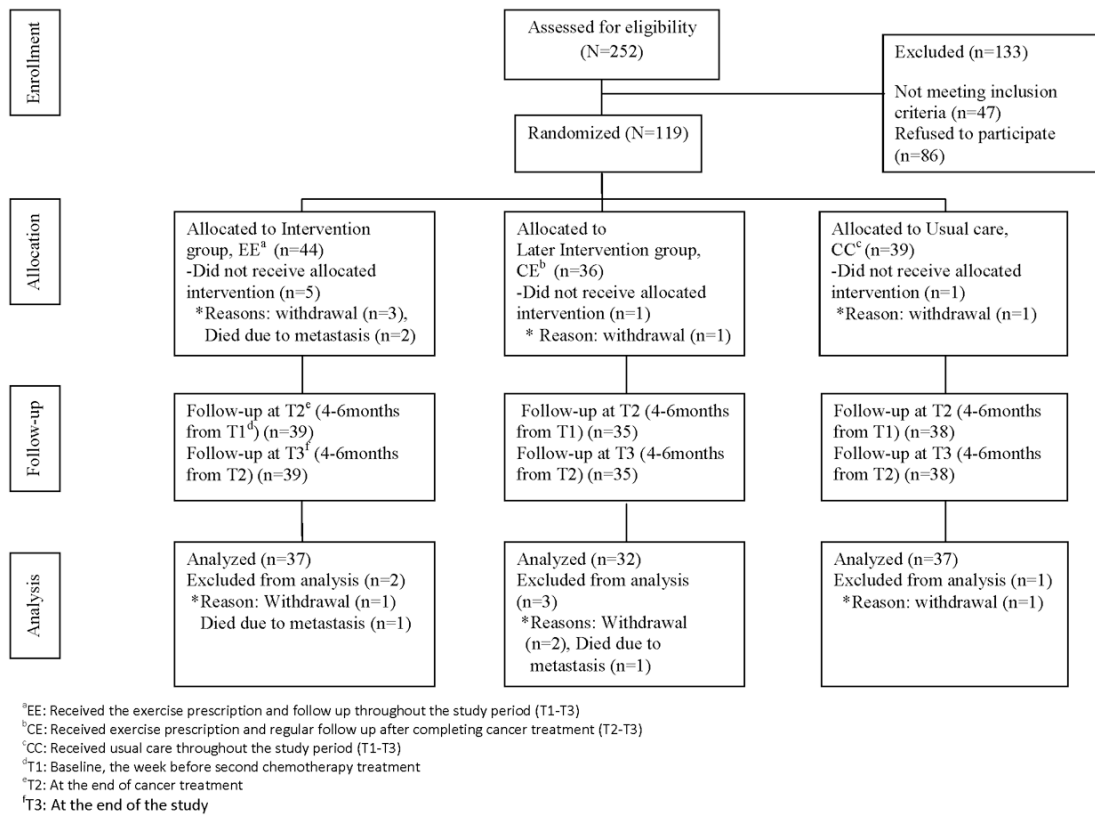 Enrollment
Assessed for eligibility
(N=252)
Excluded (n=133)
Not meeting inclusion
criteria (n=47)
Refused to participate
(n=86)
Randomized (N=119)
Allocation
Allocated to Intervention
group, EEᵃ (n=44)
-Did not receive allocated
intervention (n=5)
*Reasons: withdrawal (n=3),
Died due to metastasis (n=2)
Allocated to
Later Intervention group,
CEᵇ (n=36)
-Did not receive allocated
intervention (n=1)
* Reason: withdrawal (n=1)
Allocated to Usual care,
CCᶜ (n=39)
-Did not receive allocated
intervention (n=1)
*Reason: withdrawal (n=1)
Follow-up
Follow-up at T2ᵉ (4-6months
from T1ᵈ) (n=39)
Follow-up at T3ᶠ (4-6months
from T2) (n=39)
Follow-up at T2 (4-6months
from T1) (n=35)
Follow-up at T3 (4-6months
from T2) (n=35)
Follow-up at T2 (4-6months
from T1) (n=38)
Follow-up at T3 (4-6months
from T2) (n=38)
Analysis
Analyzed (n=37)
Excluded from analysis (n=2)
*Reason: Withdrawal (n=1)
Died due to metastasis (n=1)
Analyzed (n=32)
Excluded from analysis
(n=3)
*Reasons: Withdrawal
(n=2), Died due to
metastasis (n=1)
Analyzed (n=37)
Excluded from analysis (n=1)
*Reason: withdrawal (n=1)
ᵃEE: Received the exercise prescription and follow up throughout the study period (T1-T3)
ᵇCE: Received exercise prescription and regular follow up after completing cancer treatment (T2-T3)
ᶜCC: Received usual care throughout the study period (T1-T3)
ᵈT1: Baseline, the week before second chemotherapy treatment
ᵉT2: At the end of cancer treatment
ᶠT3: At the end of the study